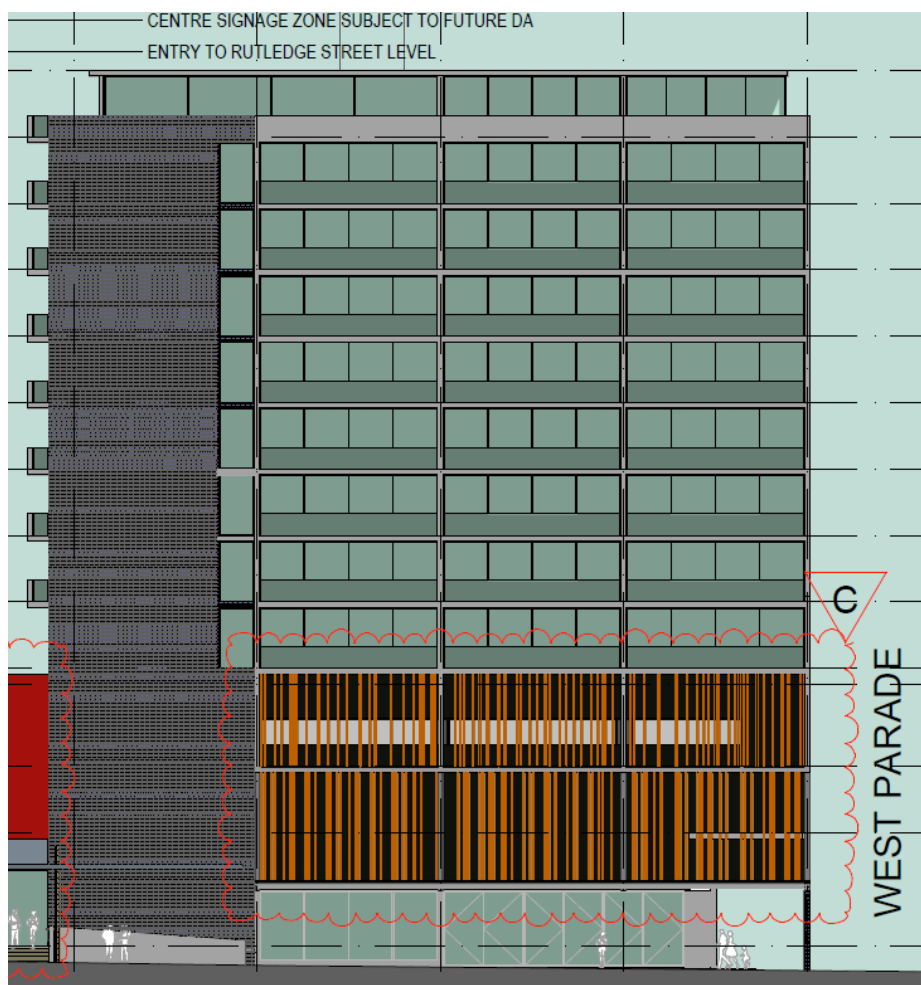 CENTRE SIGNAGE ZONE SUBJECT TO FUTURE DA
ENTRY TO RUTLEDGE STREET LEVEL
C
WEST PARADE